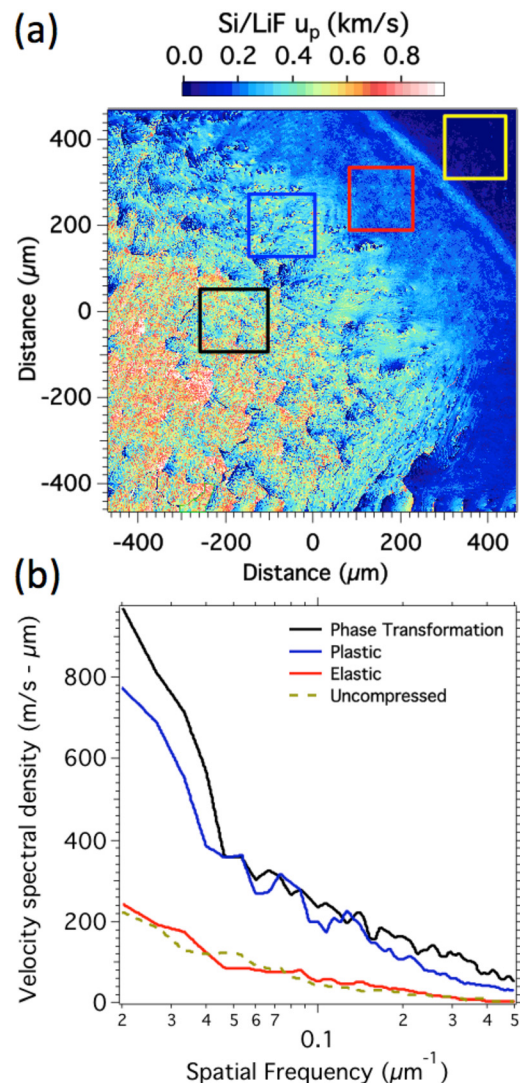 (a)
Si/LiF up (km/s)
0.0 0.2 0.4 0.6 0.8
400
200
0
-200
-400
Distance (µm)
-400 -200 0 200 400
Distance (µm)
(b)
Phase Transformation
Plastic
Elastic
Uncompressed
800
600
400
200
0
Velocity spectral density (m/s - µm)
2 3 4 5 6 7 0.1 2 3 4 5
Spatial Frequency (µm⁻¹)